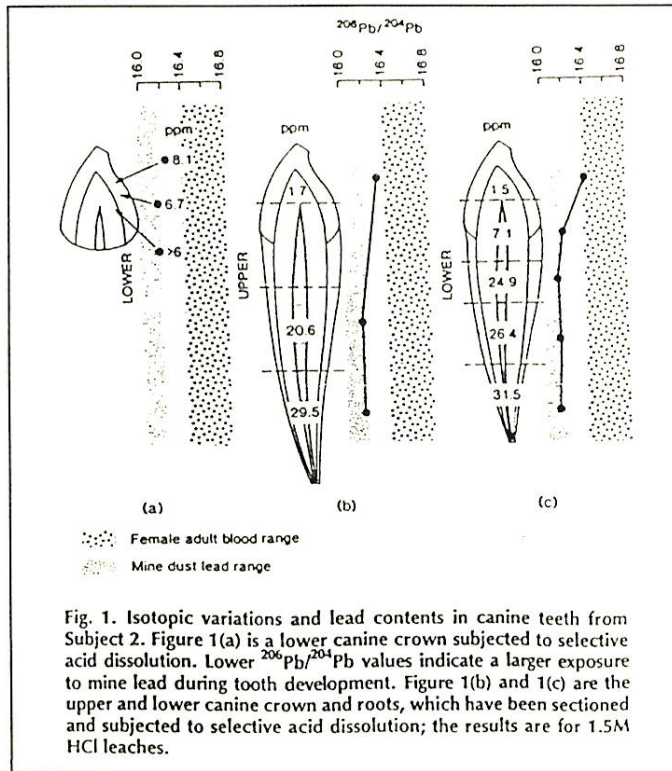 ²⁰⁶Pb/²⁰⁴Pb
16.0 16.4 16.8 16.0 16.4 16.8 16.0 16.4 16.8
ppm ppm ppm
8.1
6.7
>6
LOWER
1.7
20.6
29.5
UPPER
1.5
7.1
24.9
26.4
31.5
LOWER
(a) (b) (c)
Female adult blood range
Mine dust lead range
Fig. 1. Isotopic variations and lead contents in canine teeth from
Subject 2. Figure 1(a) is a lower canine crown subjected to selective
acid dissolution. Lower ²⁰⁶Pb/²⁰⁴Pb values indicate a larger exposure
to mine lead during tooth development. Figure 1(b) and 1(c) are the
upper and lower canine crown and roots, which have been sectioned
and subjected to selective acid dissolution; the results are for 1.5M
HCl leaches.